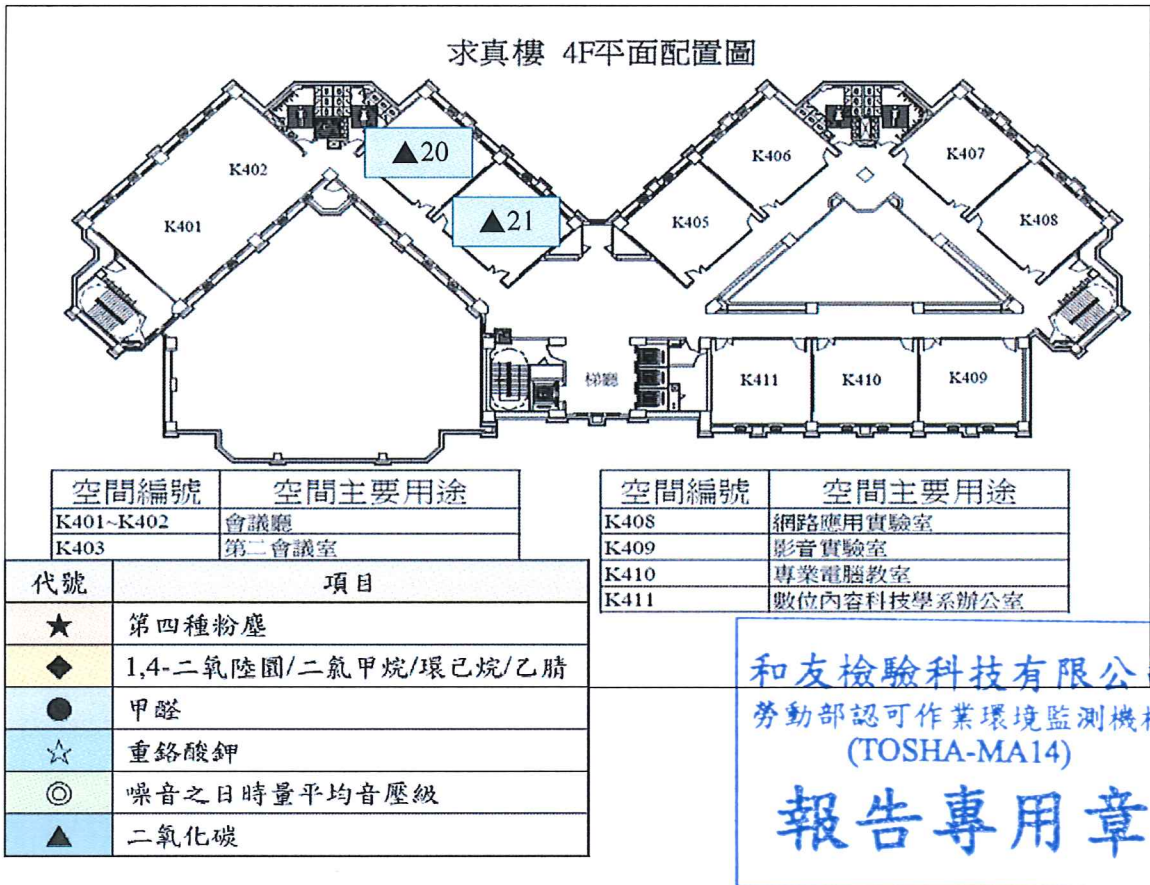 求真樓 4F平面配置圖
K402
K401
▲20
▲21
K406
K405
K407
K408
梯廳
K411
K410
K409
空間編號 空間主要用途
K401~K402 會議廳
K403 第二會議室
空間編號 空間主要用途
K408 網路應用實驗室
K409 影音實驗室
K410 專業電腦教室
K411 數位內容科技學系辦公室
代號 項目
★ 第四種粉塵
◆ 1,4-二氧陸圜/二氯甲烷/環已烷/乙腈
● 甲醛
☆ 重鉻酸鉀
◎ 噪音之日時量平均音壓級
▲ 二氧化碳
和友檢驗科技有限公
勞動部認可作業環境監測機
(TOSHA-MA14)
報告專用章